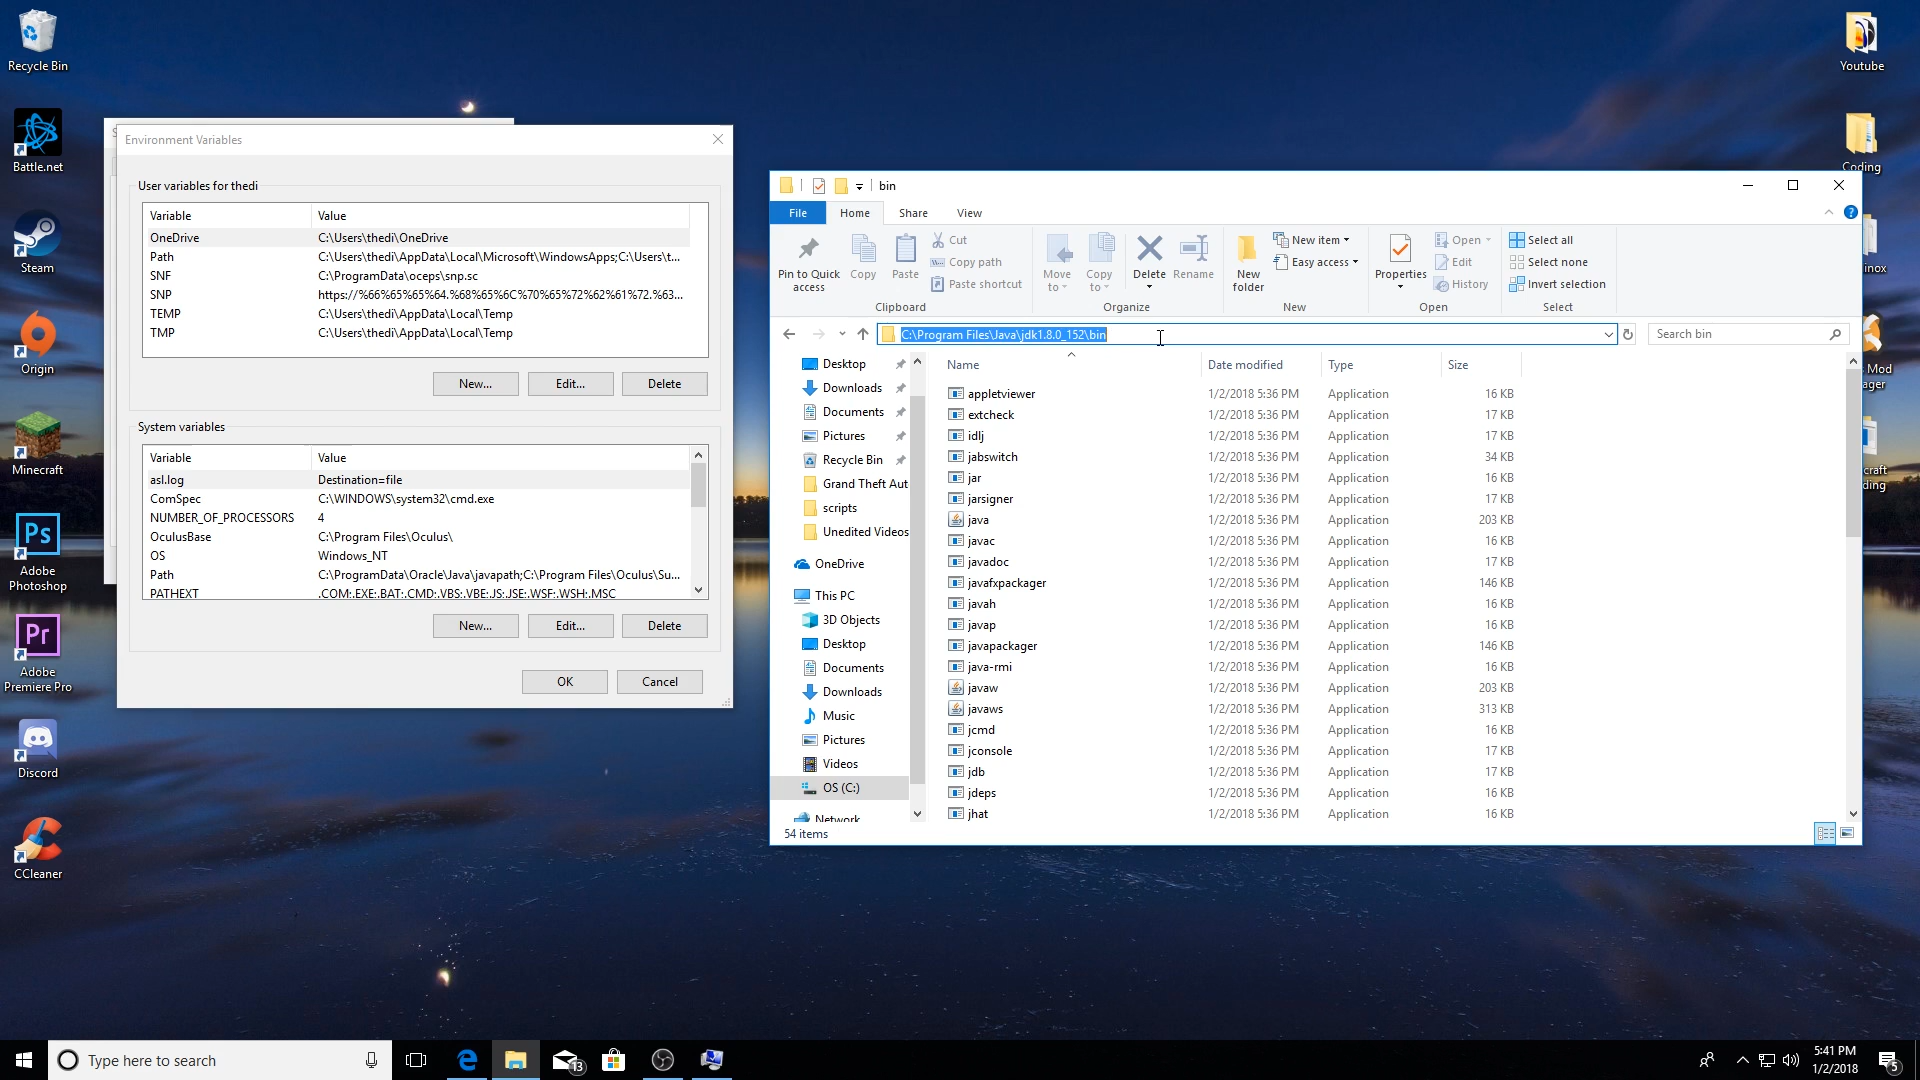 Recycle Bin
Battle.net
Steam
Origin
Minecraft
Ps
Adobe
Photoshop
Pr
Adobe
Premiere Pro
Discord
CCleaner
Youtube
Coding
Environment Variables
User variables for thedi
Variable Value
OneDrive C:\Users\thedi\OneDrive
Path C:\Users\thedi\AppData\Local\Microsoft\WindowsApps;C:\Users\t...
SNF C:\ProgramData\oceps\snp.sc
SNP https://%66%65%65%64.%68%65%6C%70%65%72%62%61%72.%63...
TEMP C:\Users\thedi\AppData\Local\Temp
TMP C:\Users\thedi\AppData\Local\Temp
New... Edit... Delete
System variables
Variable Value
asl.log Destination=file
ComSpec C:\WINDOWS\system32\cmd.exe
NUMBER_OF_PROCESSORS 4
OculusBase C:\Program Files\Oculus\
OS Windows_NT
Path C:\ProgramData\Oracle\Java\javapath;C:\Program Files\Oculus\Su...
PATHEXT .COM;.EXE;.BAT;.CMD;.VBS;.VBE;.JS;.JSE;.WSF;.WSH;.MSC
New... Edit... Delete
OK Cancel
bin
File Home Share View
Pin to Quick access
Copy
Paste
Cut
Copy path
Paste shortcut
Clipboard
Move to
Copy to
Delete
Rename
Organize
New folder
New item
Easy access
New
Properties
Open
Edit
History
Open
Select all
Select none
Invert selection
Select
C:\Program Files\Java\jdk1.8.0_152\bin
Search bin
Desktop
Downloads
Documents
Pictures
Recycle Bin
Grand Theft Aut
scripts
Unedited Videos
OneDrive
This PC
3D Objects
Desktop
Documents
Downloads
Music
Pictures
Videos
OS (C:)
Network
Name Date modified Type Size
appletviewer 1/2/2018 5:36 PM Application 16 KB
extcheck 1/2/2018 5:36 PM Application 17 KB
idlj 1/2/2018 5:36 PM Application 17 KB
jabswitch 1/2/2018 5:36 PM Application 34 KB
jar 1/2/2018 5:36 PM Application 16 KB
jarsigner 1/2/2018 5:36 PM Application 17 KB
java 1/2/2018 5:36 PM Application 203 KB
javac 1/2/2018 5:36 PM Application 16 KB
javadoc 1/2/2018 5:36 PM Application 17 KB
javafxpackager 1/2/2018 5:36 PM Application 146 KB
javah 1/2/2018 5:36 PM Application 16 KB
javap 1/2/2018 5:36 PM Application 16 KB
javapackager 1/2/2018 5:36 PM Application 146 KB
java-rmi 1/2/2018 5:36 PM Application 16 KB
javaw 1/2/2018 5:36 PM Application 203 KB
javaws 1/2/2018 5:36 PM Application 313 KB
jcmd 1/2/2018 5:36 PM Application 16 KB
jconsole 1/2/2018 5:36 PM Application 17 KB
jdb 1/2/2018 5:36 PM Application 17 KB
jdeps 1/2/2018 5:36 PM Application 16 KB
jhat 1/2/2018 5:36 PM Application 16 KB
54 items
inox
Mod
ager
craft
ding
Type here to search
13
5:41 PM
1/2/2018
5